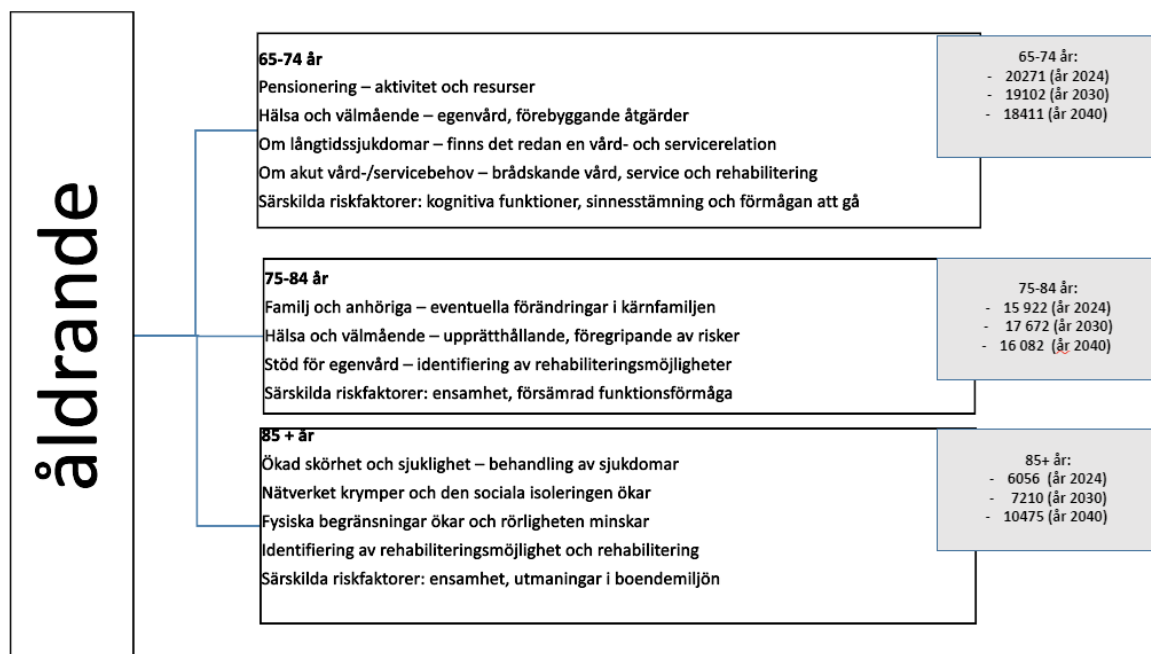 åldrande
65-74 år
Pensionering – aktivitet och resurser
Hälsa och välmående – egenvård, förebyggande åtgärder
Om långtidssjukdomar – finns det redan en vård- och servicerelation
Om akut vård-/servicebehov – brådskande vård, service och rehabilitering
Särskilda riskfaktorer: kognitiva funktioner, sinnesstämning och förmågan att gå
65-74 år:
- 20271 (år 2024)
- 19102 (år 2030)
- 18411 (år 2040)
75-84 år
Familj och anhöriga – eventuella förändringar i kärnfamiljen
Hälsa och välmående – upprätthållande, föregripande av risker
Stöd för egenvård – identifiering av rehabiliteringsmöjligheter
Särskilda riskfaktorer: ensamhet, försämrad funktionsförmåga
75-84 år:
- 15 922 (år 2024)
- 17 672 (år 2030)
- 16 082 (år 2040)
85 + år
Ökad skörhet och sjuklighet – behandling av sjukdomar
Nätverket krymper och den sociala isoleringen ökar
Fysiska begränsningar ökar och rörligheten minskar
Identifiering av rehabiliteringsmöjlighet och rehabilitering
Särskilda riskfaktorer: ensamhet, utmaningar i boendemiljön
85+ år:
- 6056 (år 2024)
- 7210 (år 2030)
- 10475 (år 2040)